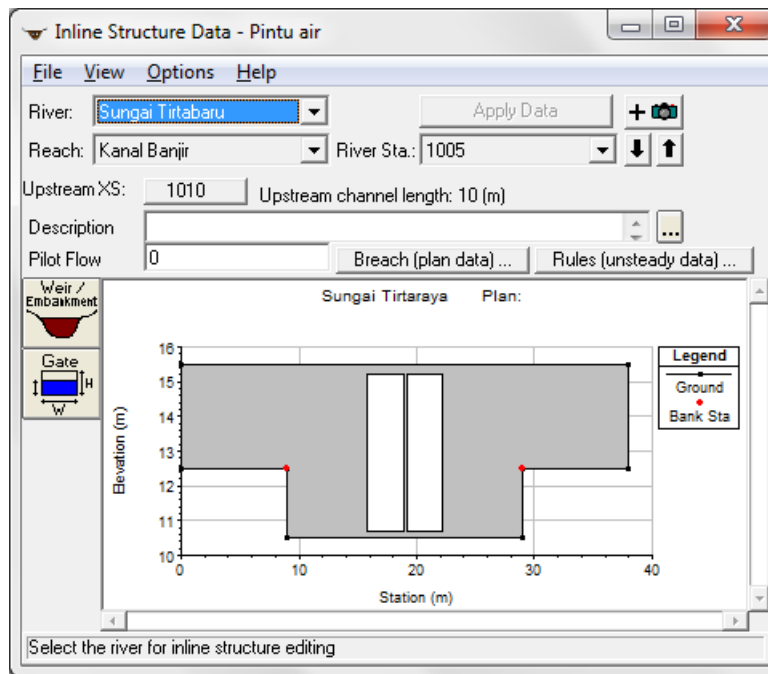 Inline Structure Data - Pintu air
File View Options Help
River: Sungai Tirtabaru Apply Data
Reach: Kanal Banjir River Sta.: 1005
Upstream XS: 1010 Upstream channel length: 10 (m)
Description ...
Pilot Flow 0 Breach (plan data) ... Rules (unsteady data) ...
Weir / Embankment
Gate
H
W
Sungai Tirtaraya Plan:
Elevation (m)
16
15
14
13
12
11
10
0 10 20 30 40
Station (m)
Legend
Ground
Bank Sta
Select the river for inline structure editing